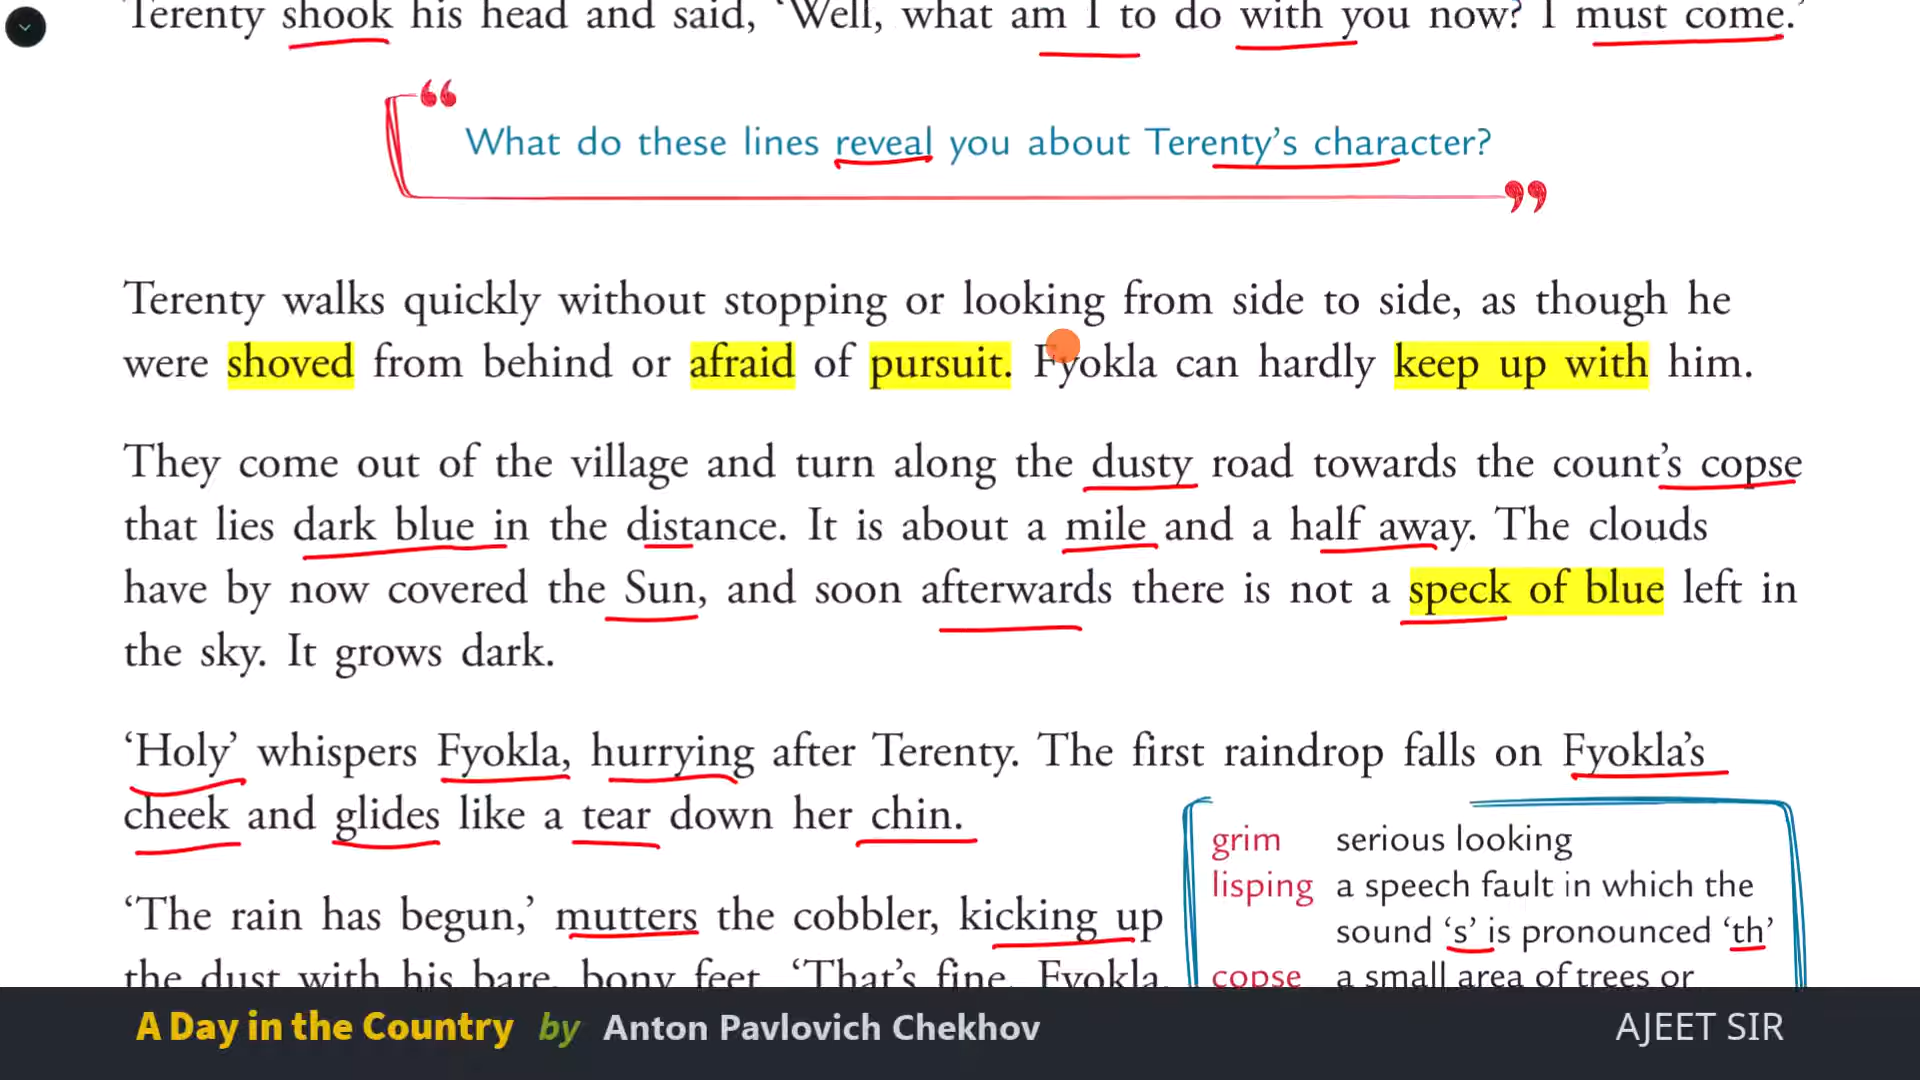 Terenty shook his head and said, 'Well, what am I to do with you now? I must come.'
“
What do these lines reveal you about Terenty's character?
”
Terenty walks quickly without stopping or looking from side to side, as though he
were shoved from behind or afraid of pursuit. Fyokla can hardly keep up with him.
They come out of the village and turn along the dusty road towards the count's copse
that lies dark blue in the distance. It is about a mile and a half away. The clouds
have by now covered the Sun, and soon afterwards there is not a speck of blue left in
the sky. It grows dark.
'Holy' whispers Fyokla, hurrying after Terenty. The first raindrop falls on Fyokla's
cheek and glides like a tear down her chin.
'The rain has begun,' mutters the cobbler, kicking up
the dust with his bare, bony feet. 'That's fine, Fyokla,
grim serious looking
lisping a speech fault in which the
sound 's' is pronounced 'th'
copse a small area of trees or
A Day in the Country by Anton Pavlovich Chekhov
AJEET SIR